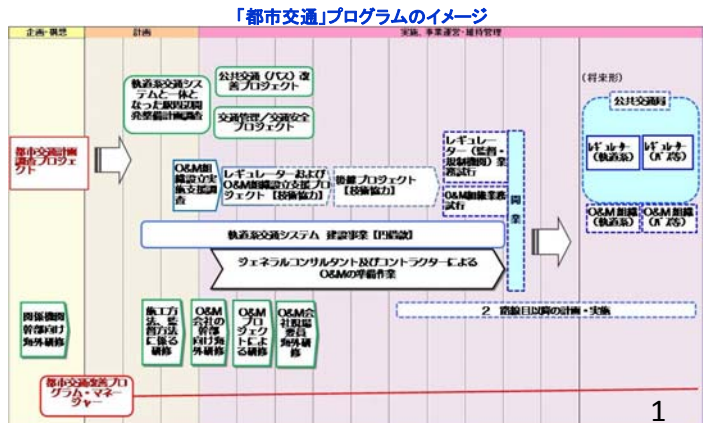 「都市交通」プログラムのイメージ
企画・構想
計画
実施、事業運営・維持管理
軌道系交通シス
テムと一体と
なった駅周辺開
発整備計画調査
公共交通(バス)改
善プロジェクト
交通管理/交通安全
プロジェクト
(将来形)
公共交通局
レギュレーター
(軌道系)
レギュレーター
(バス等)
O&M 組織
(軌道系)
O&M 組織
(バス等)
都市交通計画
調査プロジェ
クト
O&M組
織設立実
施支援調
査
レギュレーターおよび
O&M組織設立支援プロ
ジェクト【技術協力】
後継プロジェクト
【技術協力】
レギュレー
ター(監督・
規制機関)業
務試行
O&M組織業務
試行
開業
軌道系交通システム 建設事業【円借款】
ジェネラルコンサルタント及びコントラクターによる
O&Mの準備作業
関係機関
幹部向け
海外研修
施工方
法、監
督方法
に係る研
修
O&M
会社の
幹部
向け海
外研修
O&M
プロ
ジェク
トによ
る研修
O&M会
社現場
要員
海外研
修
2 路線目以降の計画・実施
都市交通改善プロ
グラム・マネー
ジャー
1